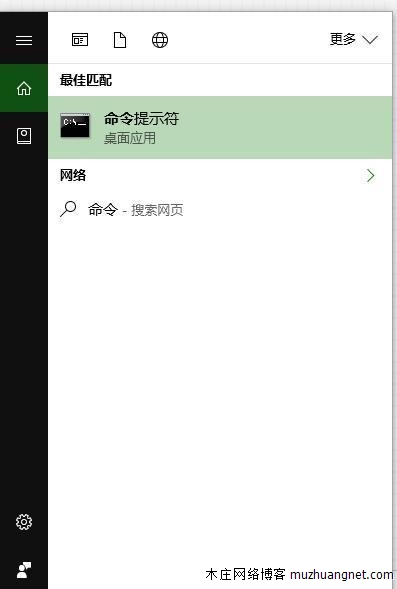 更多
最佳匹配
C:\_
命令提示符
桌面应用
网络
命令 - 搜索网页
木庄网络博客 muzhuangnet.com